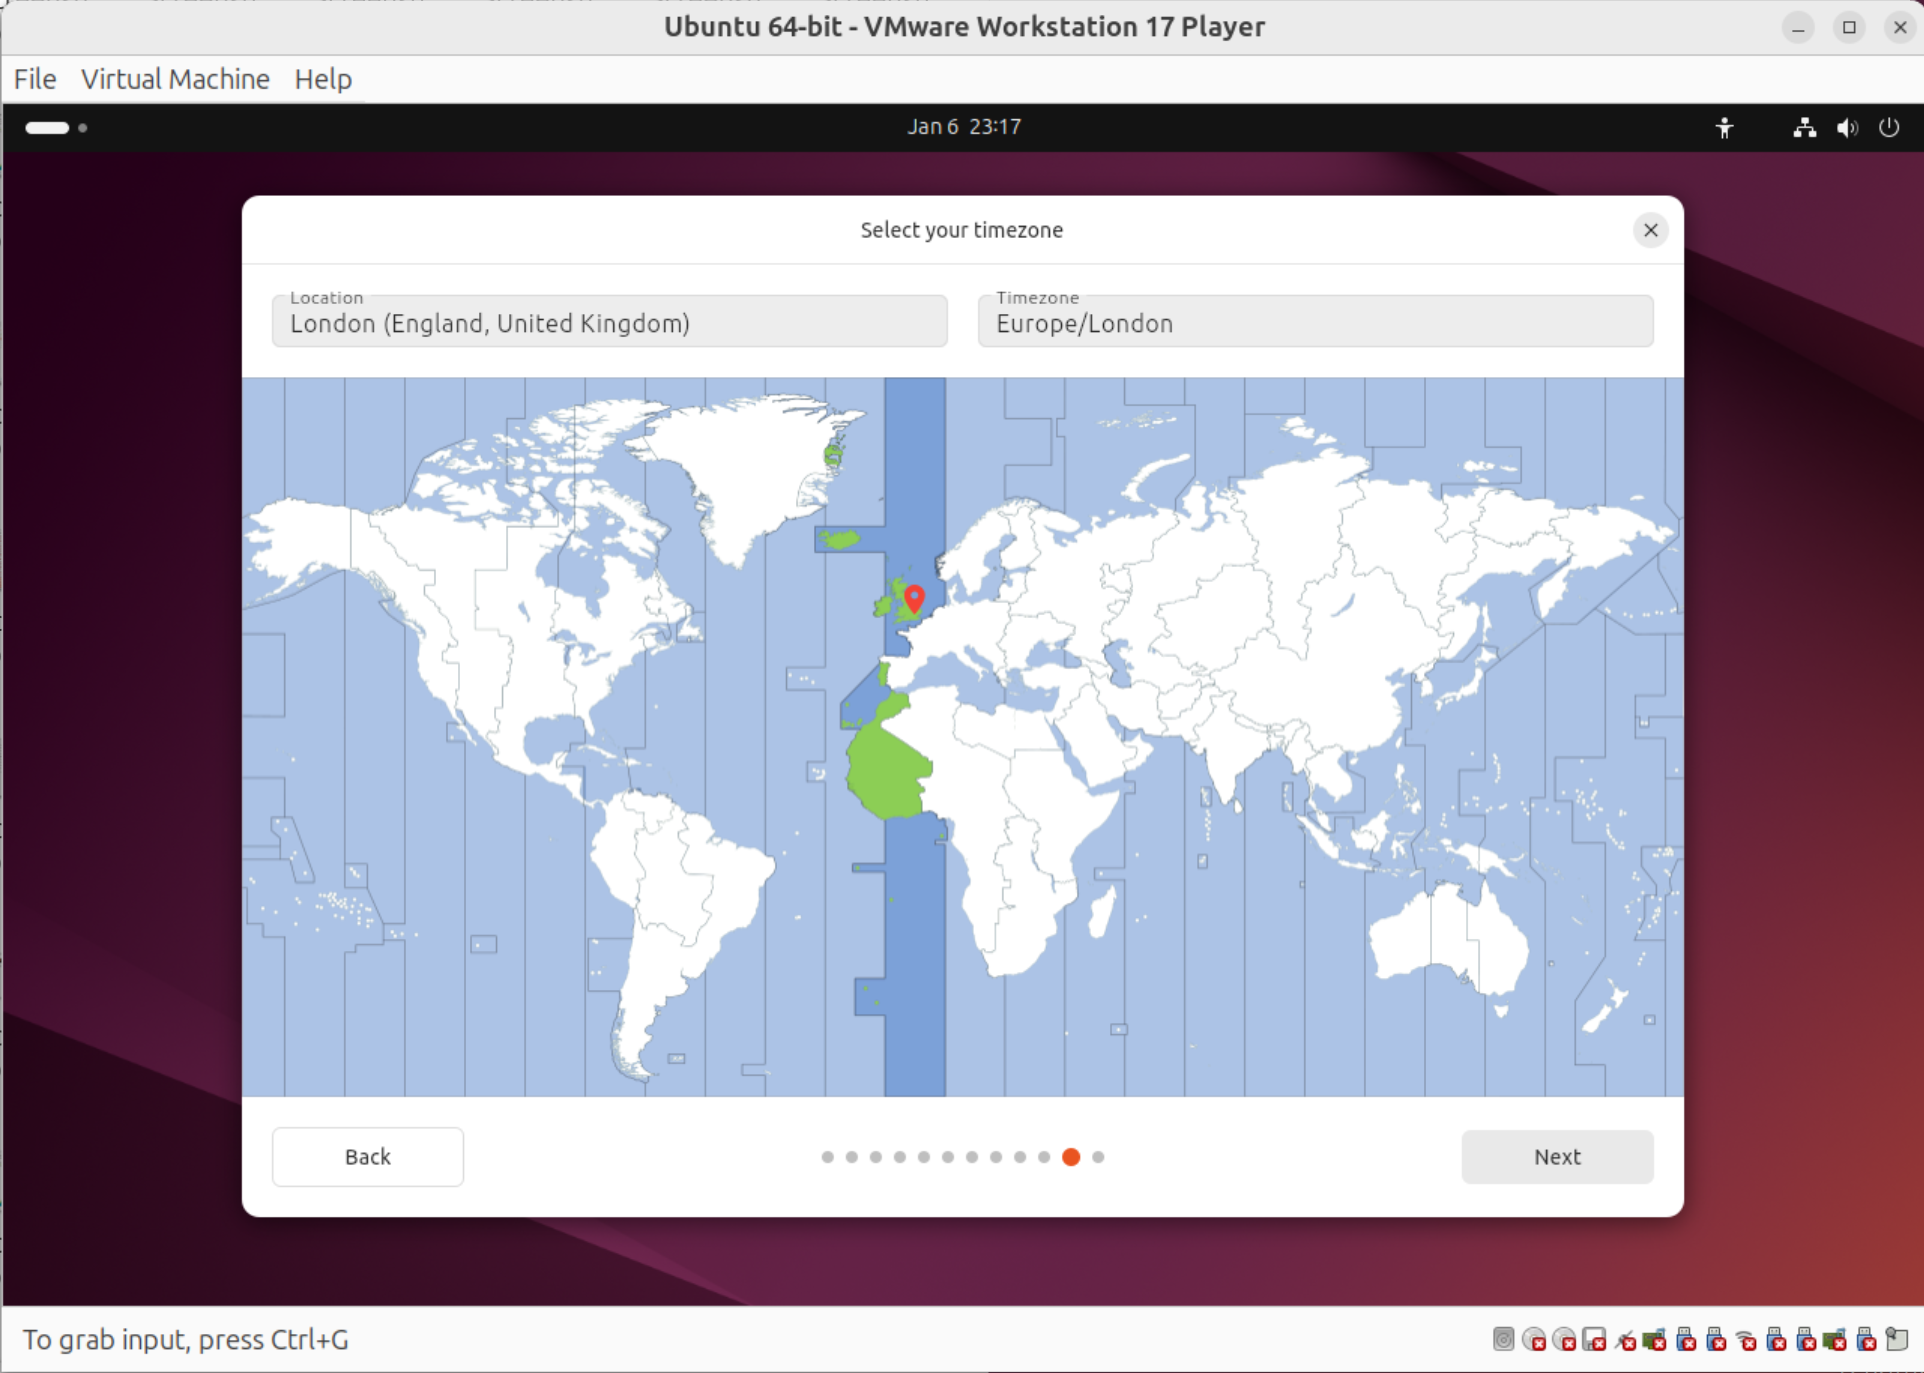 Ubuntu 64-bit - VMware Workstation 17 Player
File Virtual Machine Help
Jan 6 23:17
Select your timezone
Location
London (England, United Kingdom)
Timezone
Europe/London
Back
Next
To grab input, press Ctrl+G